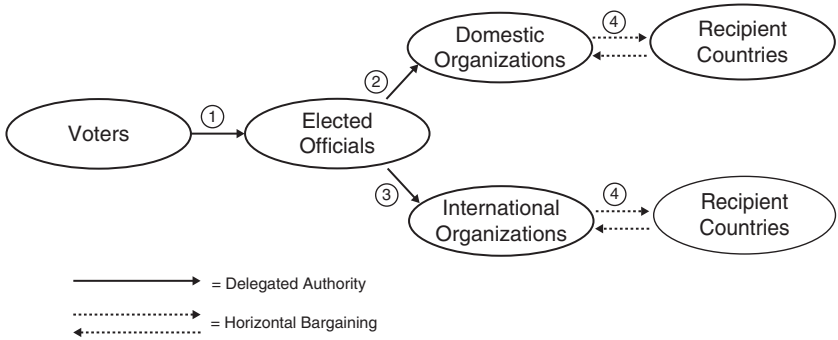 Voters
①
Elected
Officials
②
Domestic
Organizations
④
Recipient
Countries
③
International
Organizations
④
Recipient
Countries
= Delegated Authority
= Horizontal Bargaining